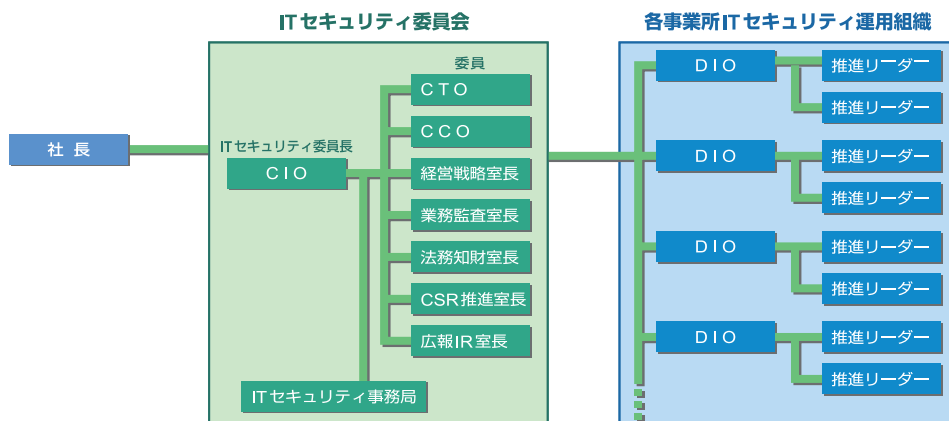 ITセキュリティ委員会
各事業所ITセキュリティ運用組織
社長
ITセキュリティ委員長
CIO
委員
CTO
CCO
経営戦略室長
業務監査室長
法務知財室長
CSR推進室長
広報IR室長
ITセキュリティ事務局
DIO
推進リーダー
推進リーダー
DIO
推進リーダー
推進リーダー
DIO
推進リーダー
推進リーダー
DIO
推進リーダー
推進リーダー